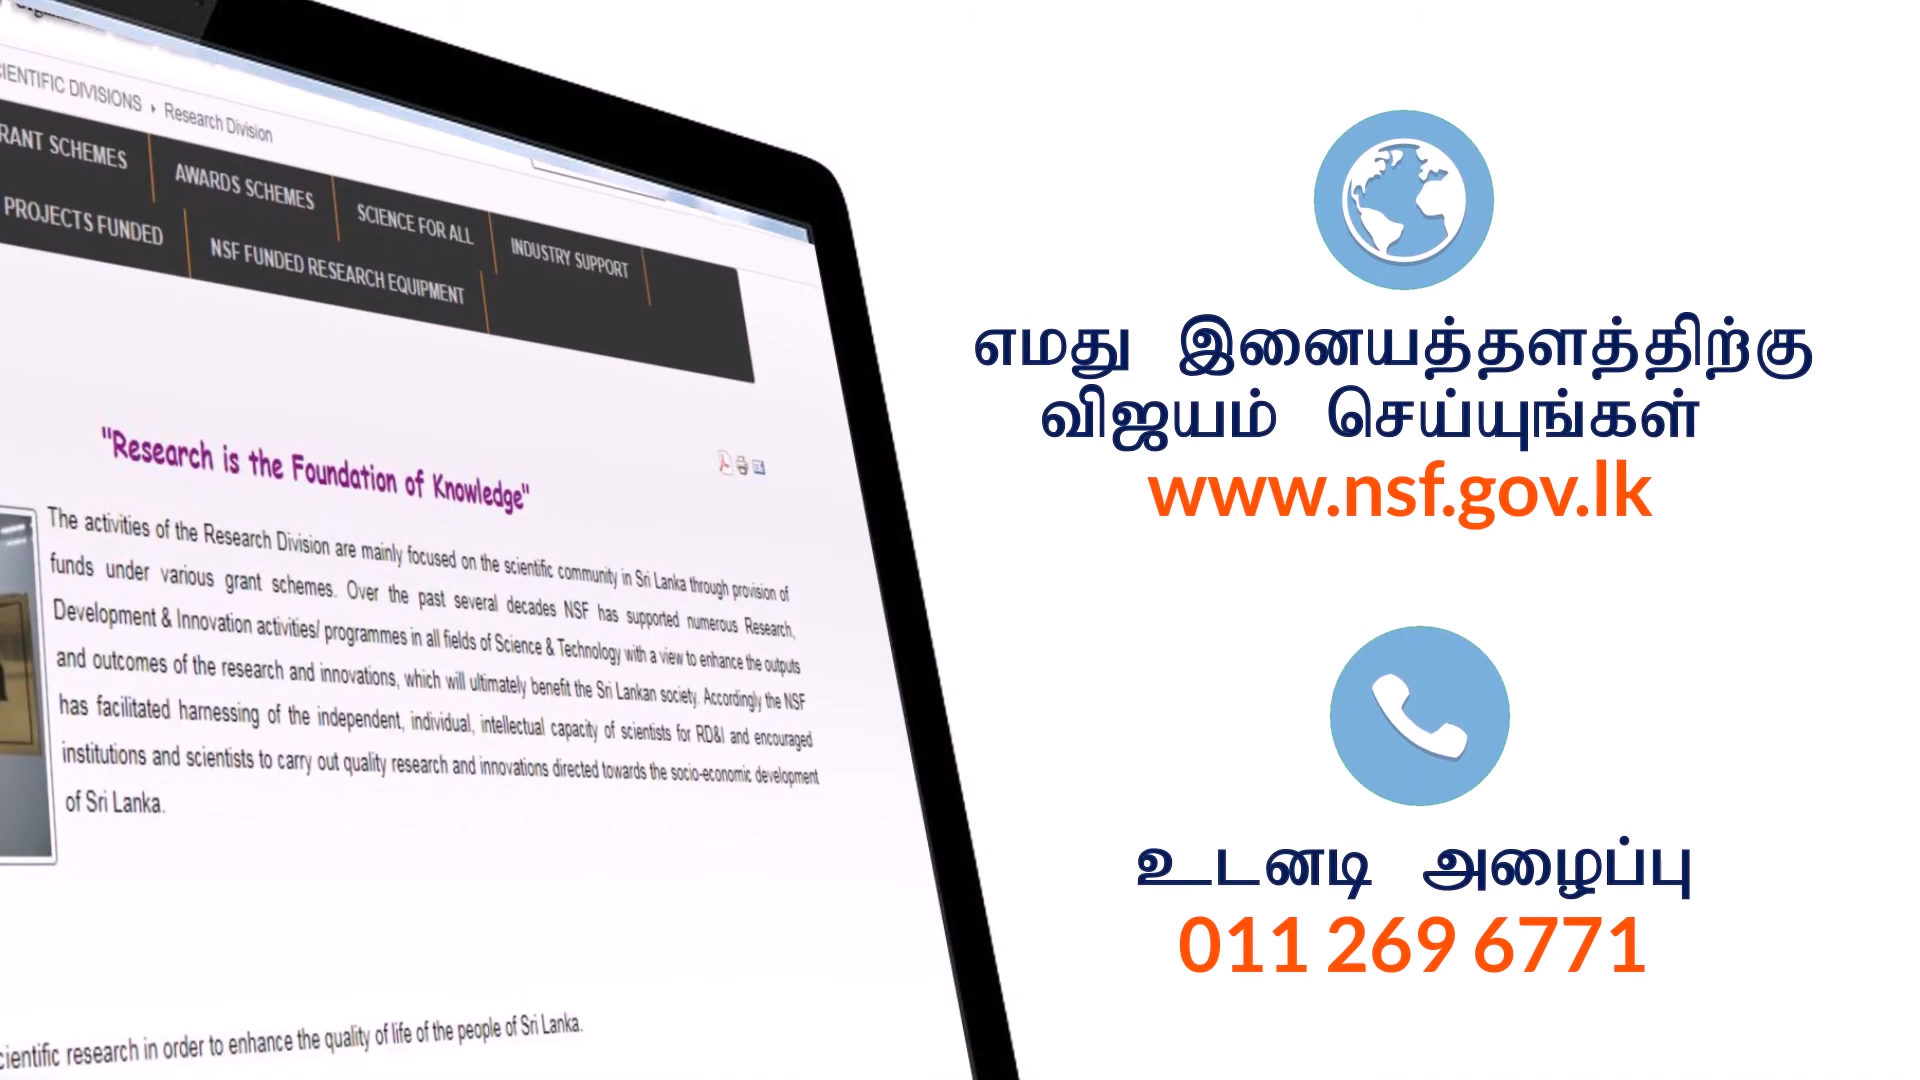 SCIENTIFIC DIVISIONS Research Division
GRANT SCHEMES AWARDS SCHEMES SCIENCE FOR ALL INDUSTRY SUPPORT
PROJECTS FUNDED NSF FUNDED RESEARCH EQUIPMENT
"Research is the Foundation of Knowledge"
The activities of the Research Division are mainly focused on the scientific community in Sri Lanka through provision of
funds under various grant schemes. Over the past several decades NSF has supported numerous Research,
Development & Innovation activities/ programmes in all fields of Science & Technology with a view to enhance the outputs
and outcomes of the research and innovations, which will ultimately benefit the Sri Lankan society. Accordingly the NSF
has facilitated harnessing of the independent, individual, intellectual capacity of scientists for RD&I and encouraged
institutions and scientists to carry out quality research and innovations directed towards the socio-economic development
of Sri Lanka.
scientific research in order to enhance the quality of life of the people of Sri Lanka.
எமது இனையத்தளத்திற்கு
விஜயம் செய்யுங்கள்
www.nsf.gov.lk
உடனடி அழைப்பு
011 269 6771